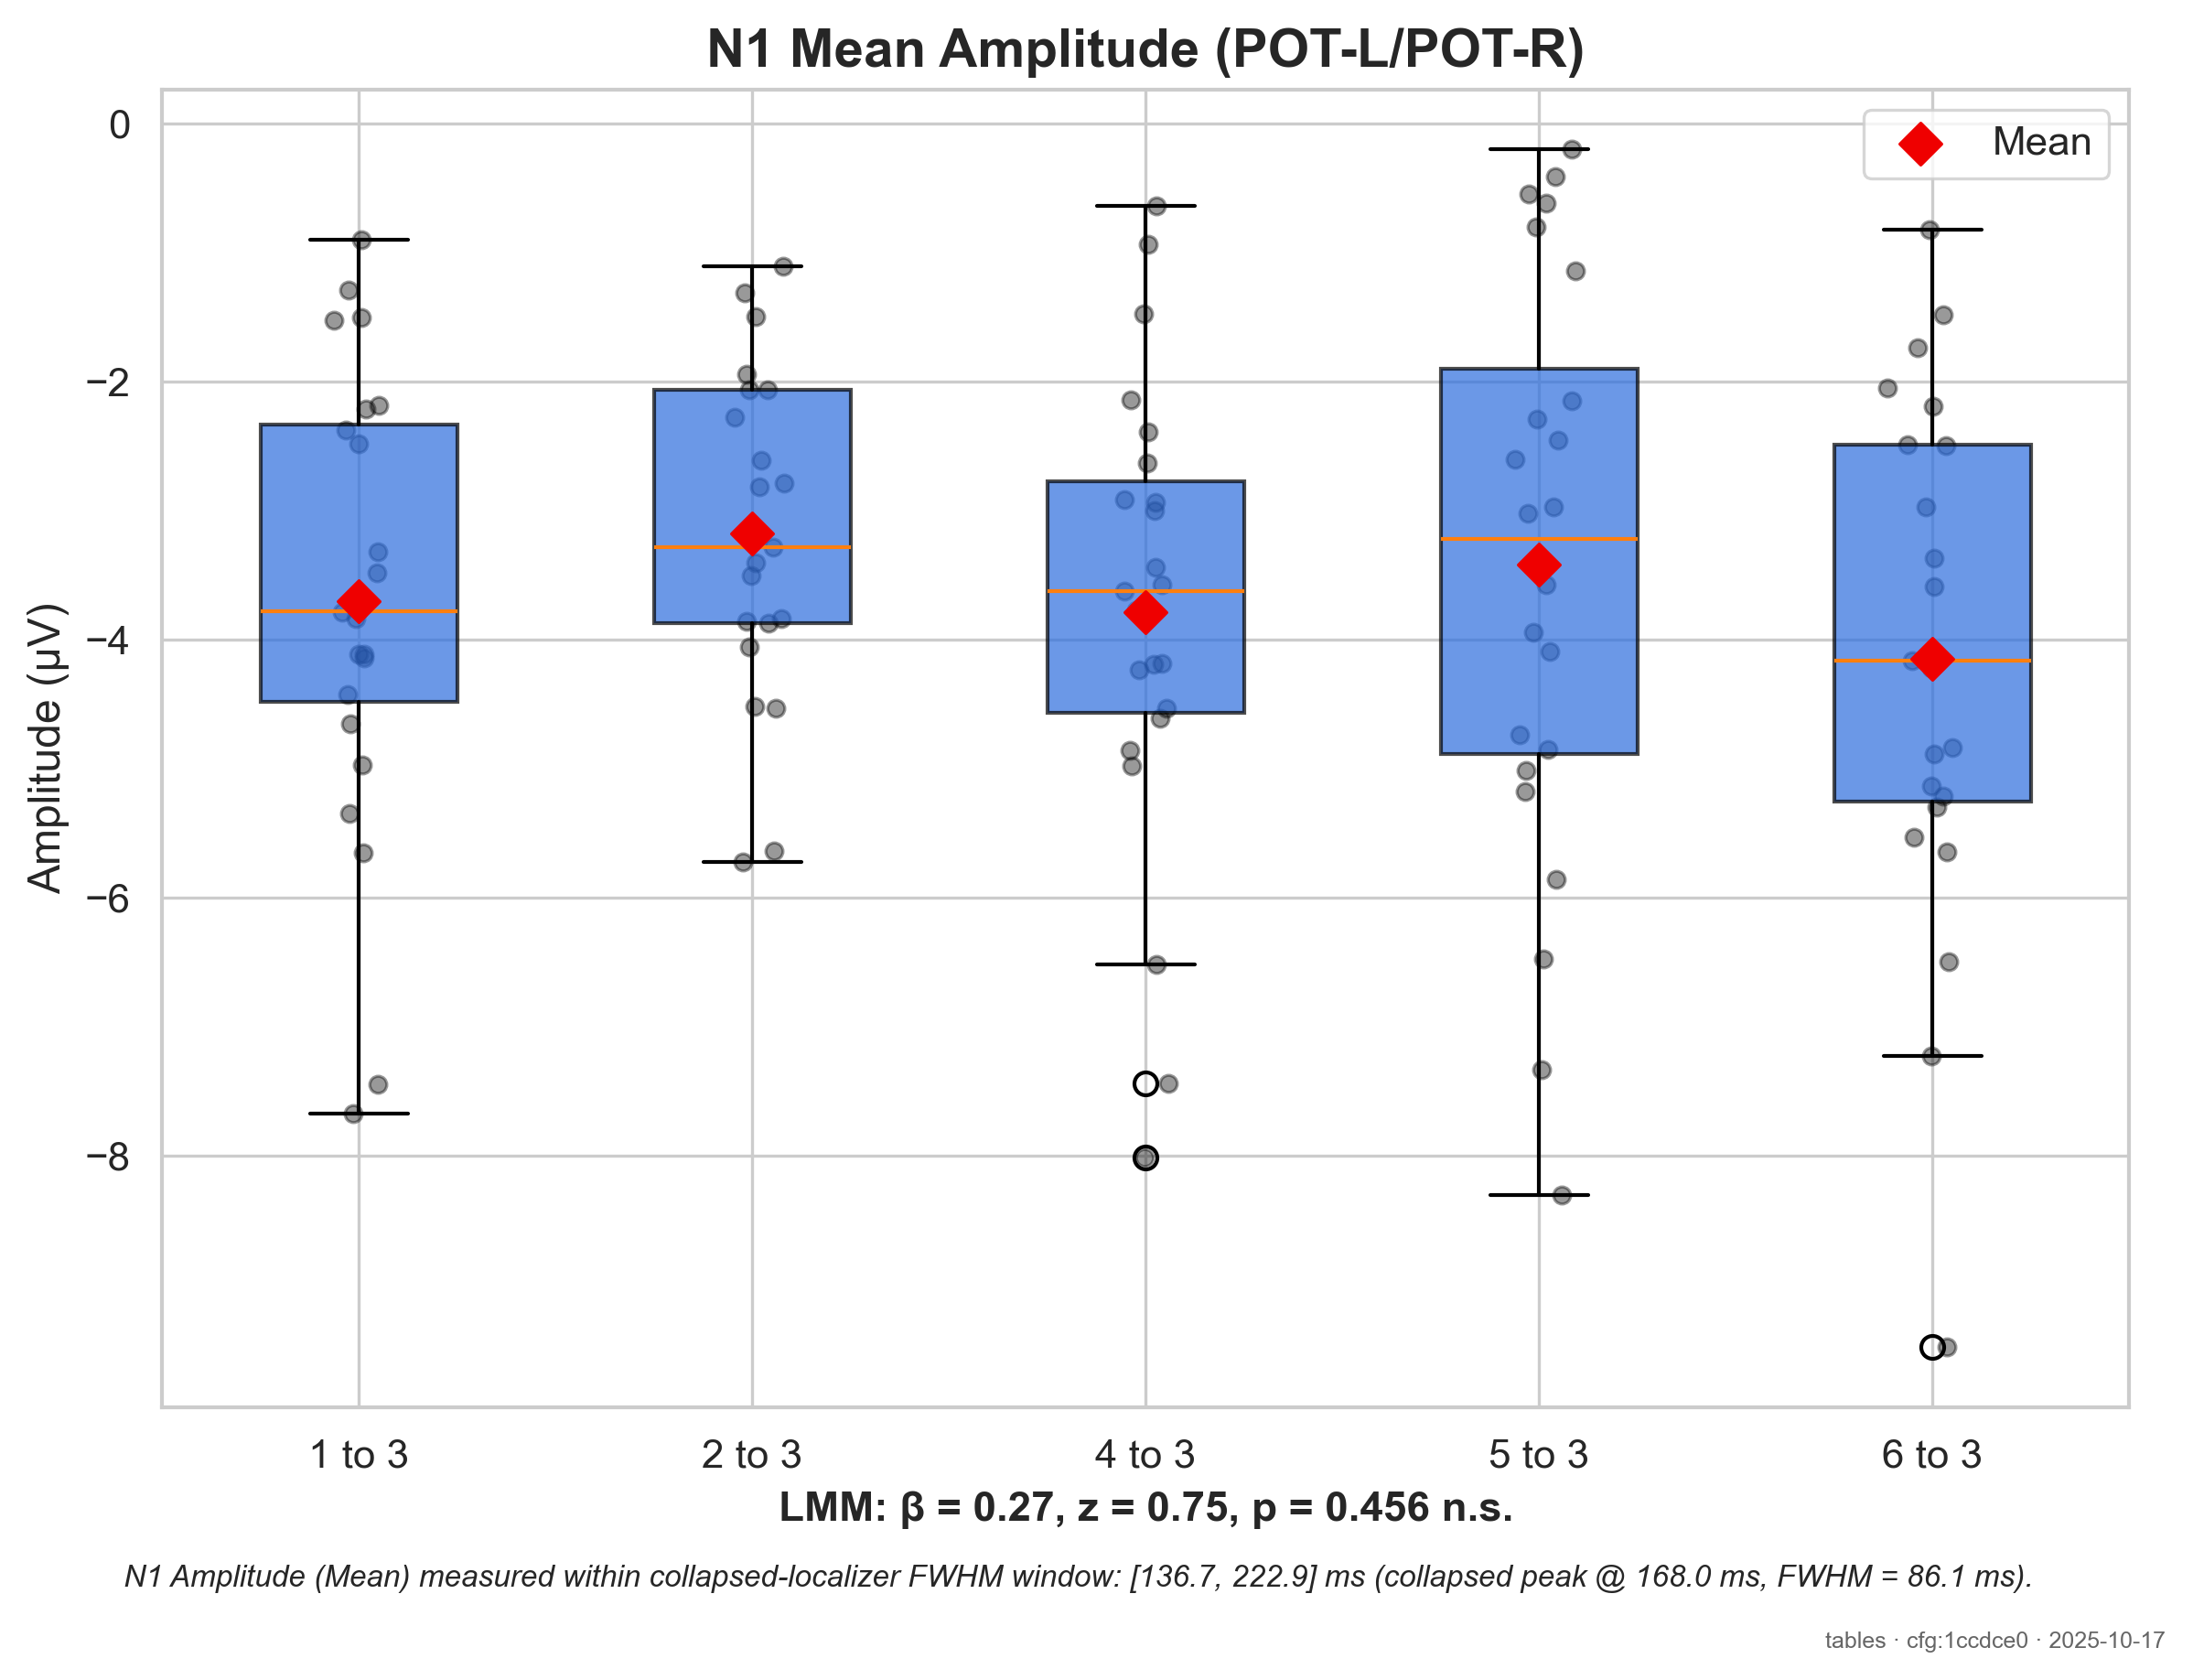 N1 Mean Amplitude (POT-L/POT-R)
Mean
Amplitude (µV)
0
−2
−4
−6
−8
1 to 3
2 to 3
4 to 3
5 to 3
6 to 3
LMM: β = 0.27, z = 0.75, p = 0.456 n.s.
N1 Amplitude (Mean) measured within collapsed-localizer FWHM window: [136.7, 222.9] ms (collapsed peak @ 168.0 ms, FWHM = 86.1 ms).
tables · cfg:1ccdce0 · 2025-10-17